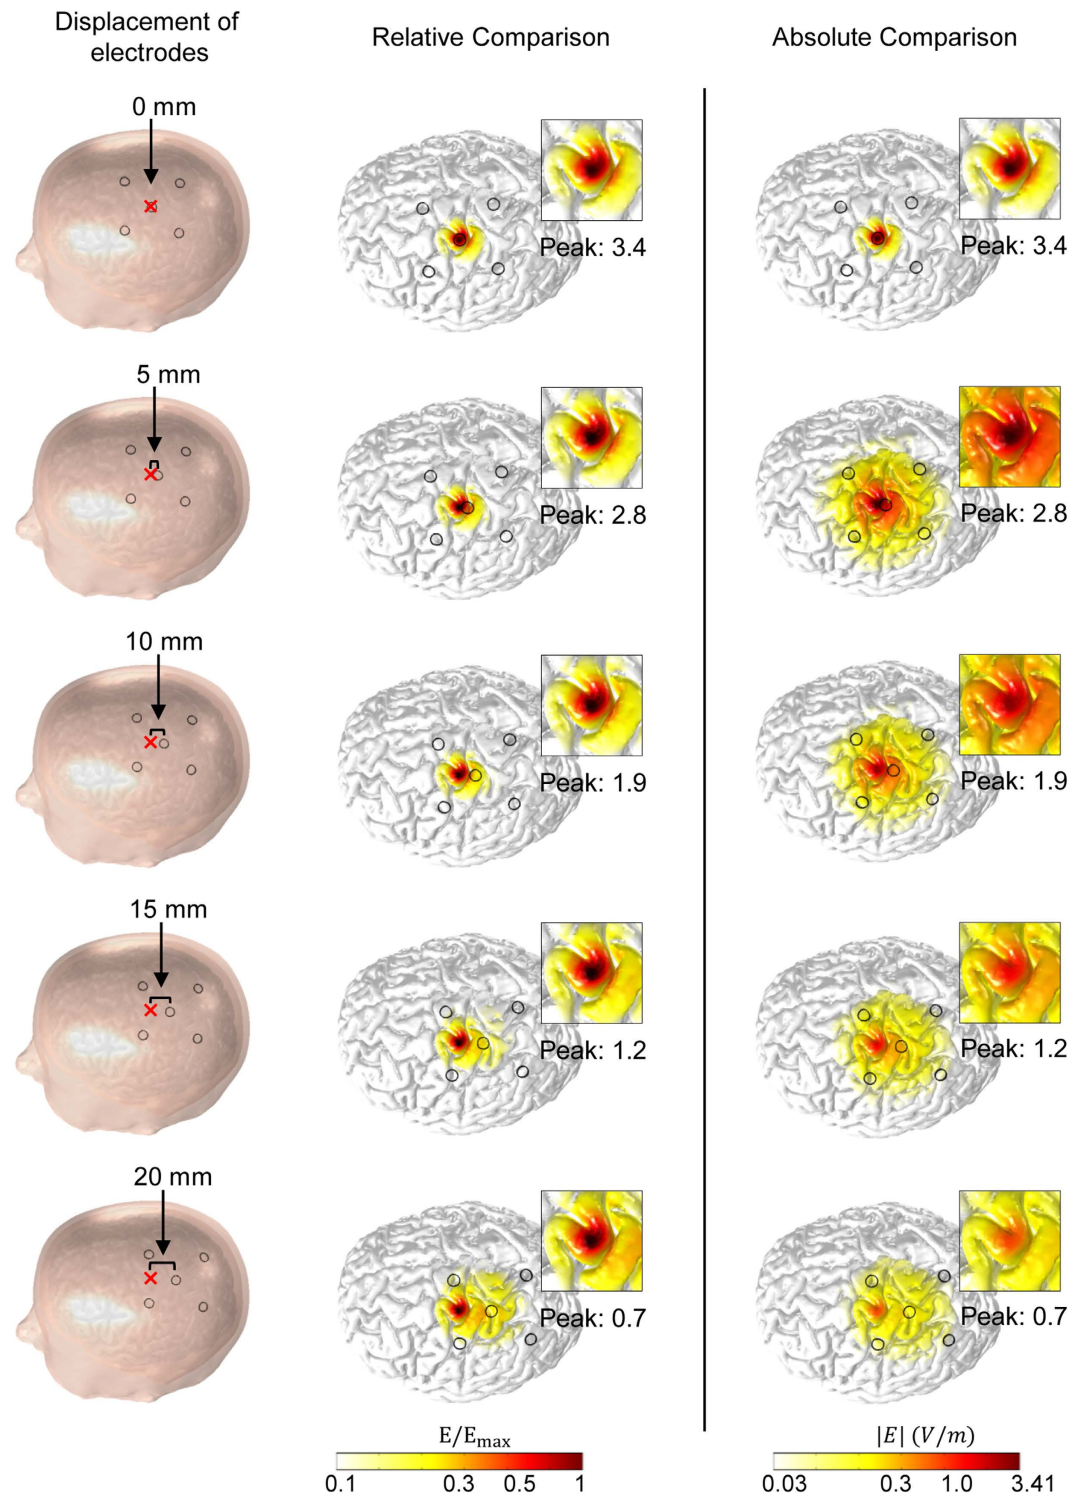 Displacement of
electrodes
Relative Comparison
Absolute Comparison
0 mm
Peak: 3.4
Peak: 3.4
5 mm
Peak: 2.8
Peak: 2.8
10 mm
Peak: 1.9
Peak: 1.9
15 mm
Peak: 1.2
Peak: 1.2
20 mm
Peak: 0.7
Peak: 0.7
E/Emax
0.1 0.3 0.5 1
|E| (V/m)
0.03 0.3 1.0 3.41